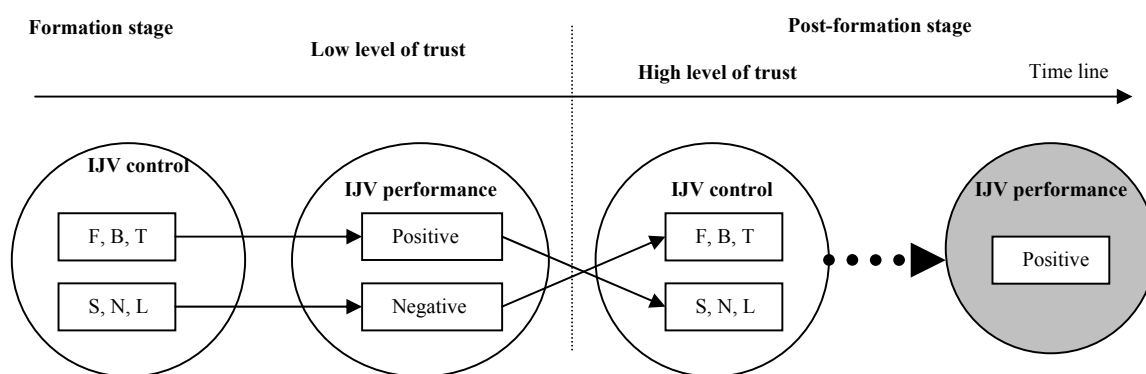 Formation stage
Post-formation stage
Low level of trust
High level of trust
Time line
IJV control
F, B, T
S, N, L
IJV performance
Positive
Negative
IJV control
F, B, T
S, N, L
IJV performance
Positive